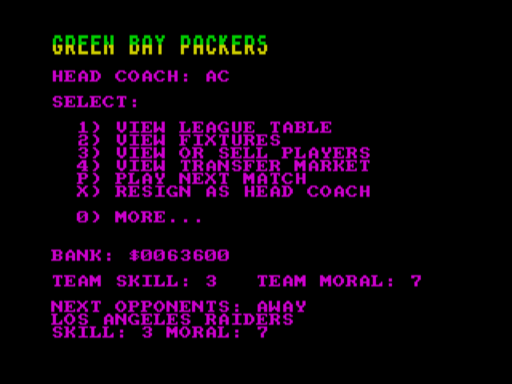 GREEN BAY PACKERS
HEAD COACH: AC
SELECT:
1) VIEW LEAGUE TABLE
2) VIEW FIXTURES
3) VIEW OR SELL PLAYERS
4) VIEW TRANSFER MARKET
P) PLAY NEXT MATCH
X) RESIGN AS HEAD COACH
0) MORE...
BANK: $0063600
TEAM SKILL: 3 TEAM MORAL: 7
NEXT OPPONENTS: AWAY
LOS ANGELES RAIDERS
SKILL: 3 MORAL: 7